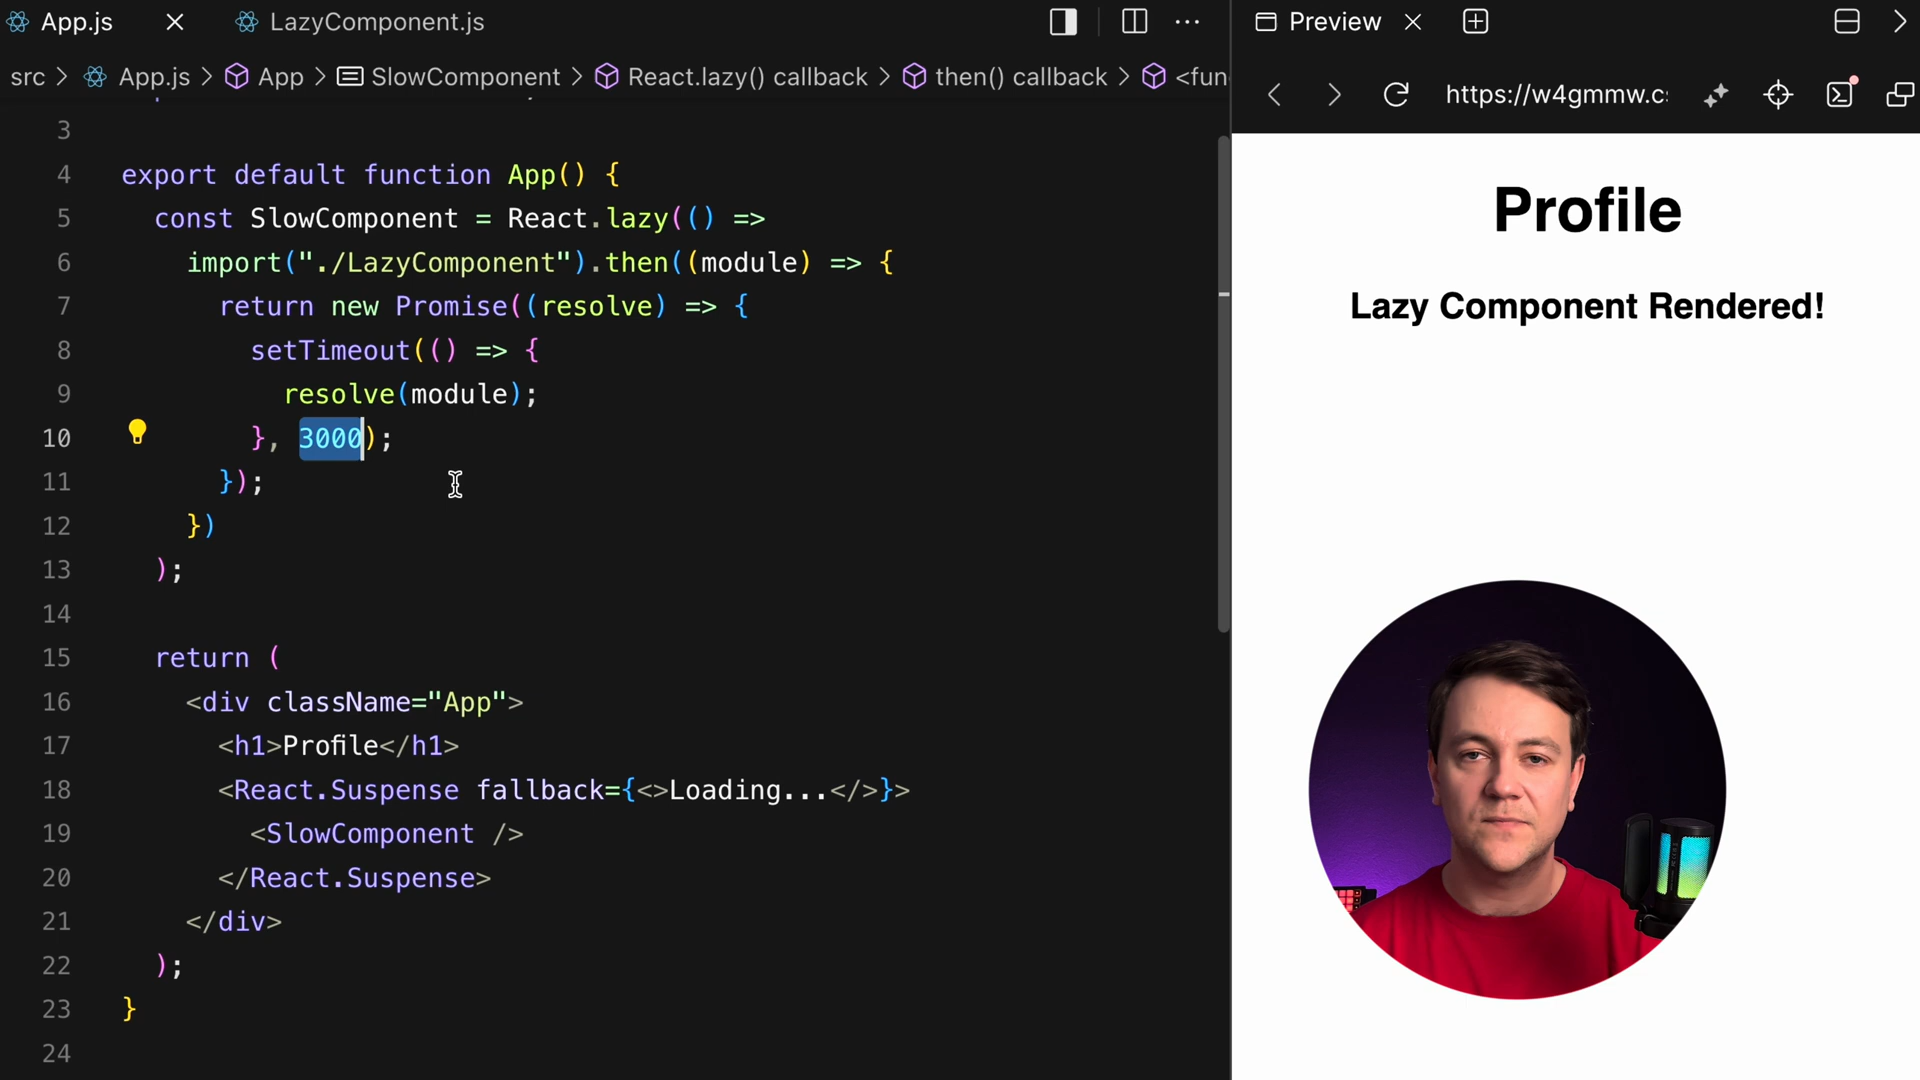 App.js
LazyComponent.js
src > App.js > App > SlowComponent > React.lazy() callback > then() callback > <fun
3
4 export default function App() {
5 const SlowComponent = React.lazy(() =>
6 import("./LazyComponent").then((module) => {
7 return new Promise((resolve) => {
8 setTimeout(() => {
9 resolve(module);
10 }, 3000);
11 });
12 })
13 );
14
15 return (
16 <div className="App">
17 <h1>Profile</h1>
18 <React.Suspense fallback={<>Loading...</>}>
19 <SlowComponent />
20 </React.Suspense>
21 </div>
22 );
23 }
24
Preview
https://w4gmmw.c
Profile
Lazy Component Rendered!